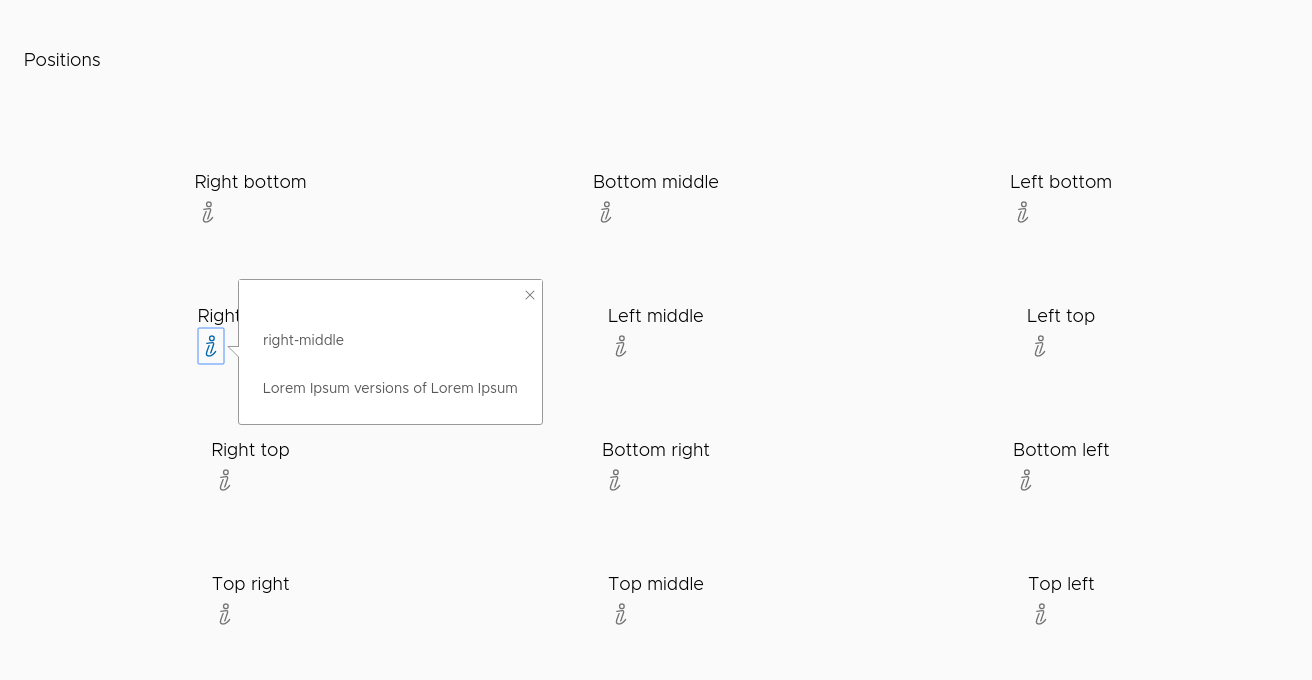 Positions
Right bottom
Bottom middle
Left bottom
Right
Left middle
Left top
right-middle
Lorem Ipsum versions of Lorem Ipsum
Right top
Bottom right
Bottom left
Top right
Top middle
Top left